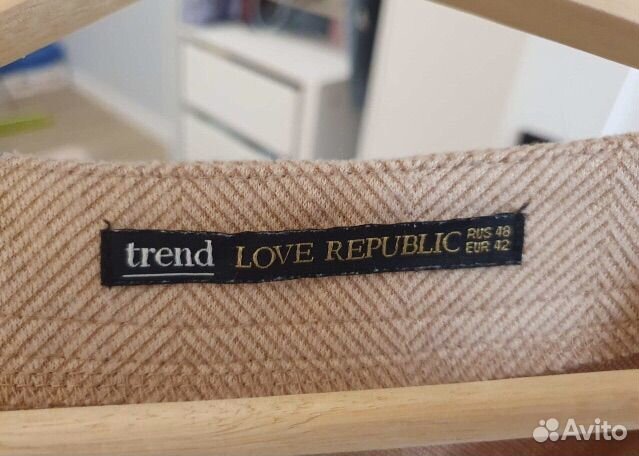 trend LOVE REPUBLIC RUS 48
EUR 42
Avito